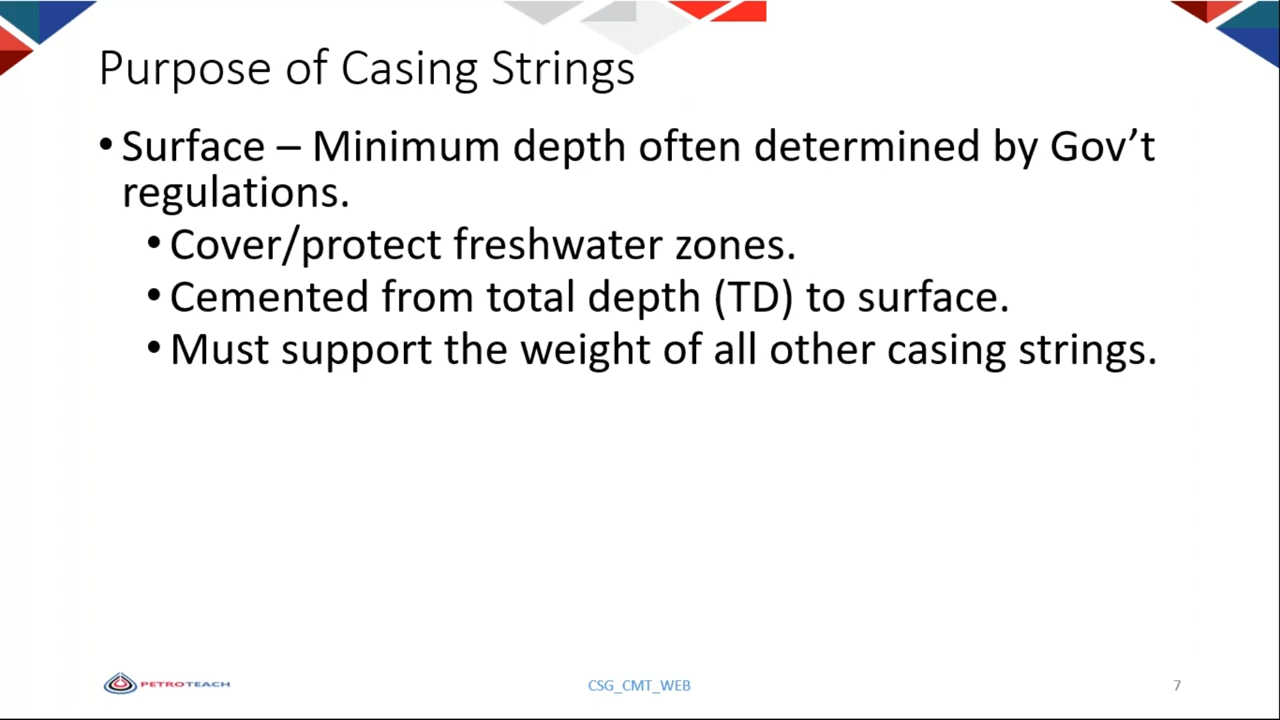 Purpose of Casing Strings
• Surface – Minimum depth often determined by Gov’t
regulations.
• Cover/protect freshwater zones.
• Cemented from total depth (TD) to surface.
• Must support the weight of all other casing strings.
PETROTEACH
CSG_CMT_WEB
7